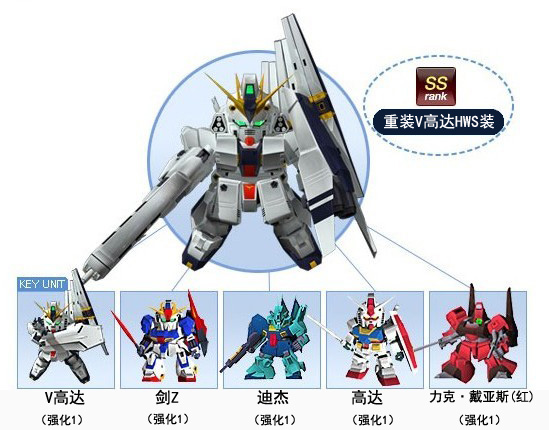 SS
rank
重装V高达HWS装
KEY UNIT
V高达
(强化1)
剑Z
(强化1)
迪杰
(强化1)
高达
(强化1)
力克·戴亚斯(红)
(强化1)